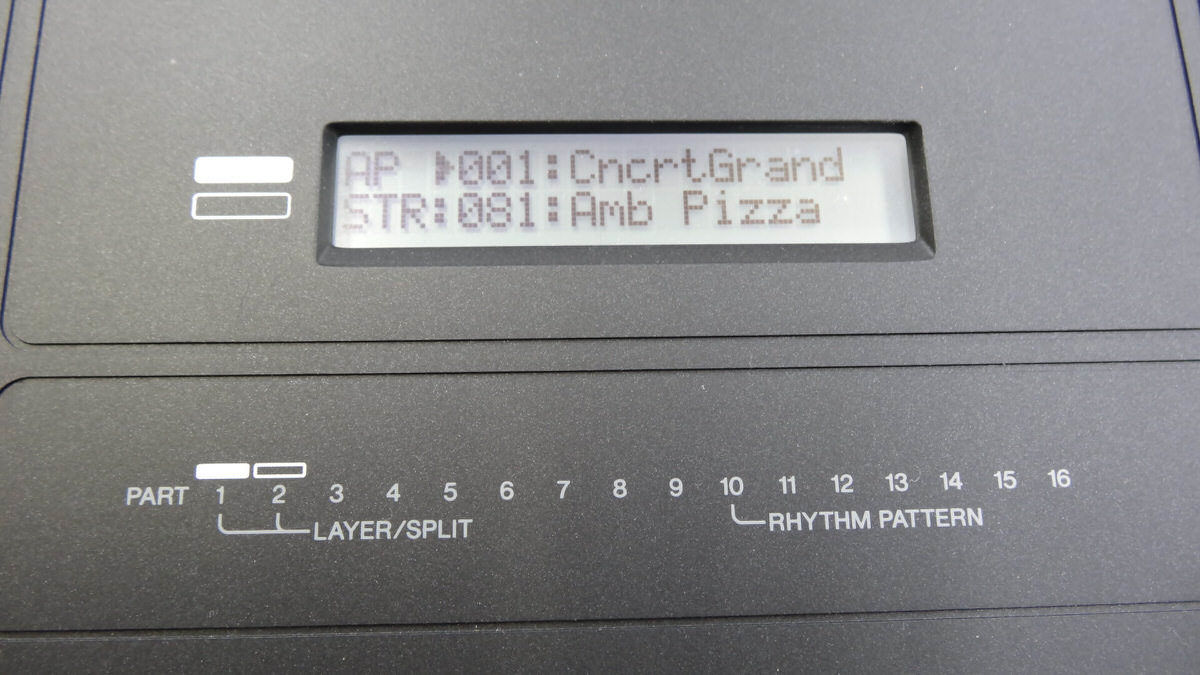 AP ▶001:CncrtGrand
STR:081:Amb Pizza
PART 1 2 3 4 5 6 7 8 9 10 11 12 13 14 15 16
LAYER/SPLIT RHYTHM PATTERN